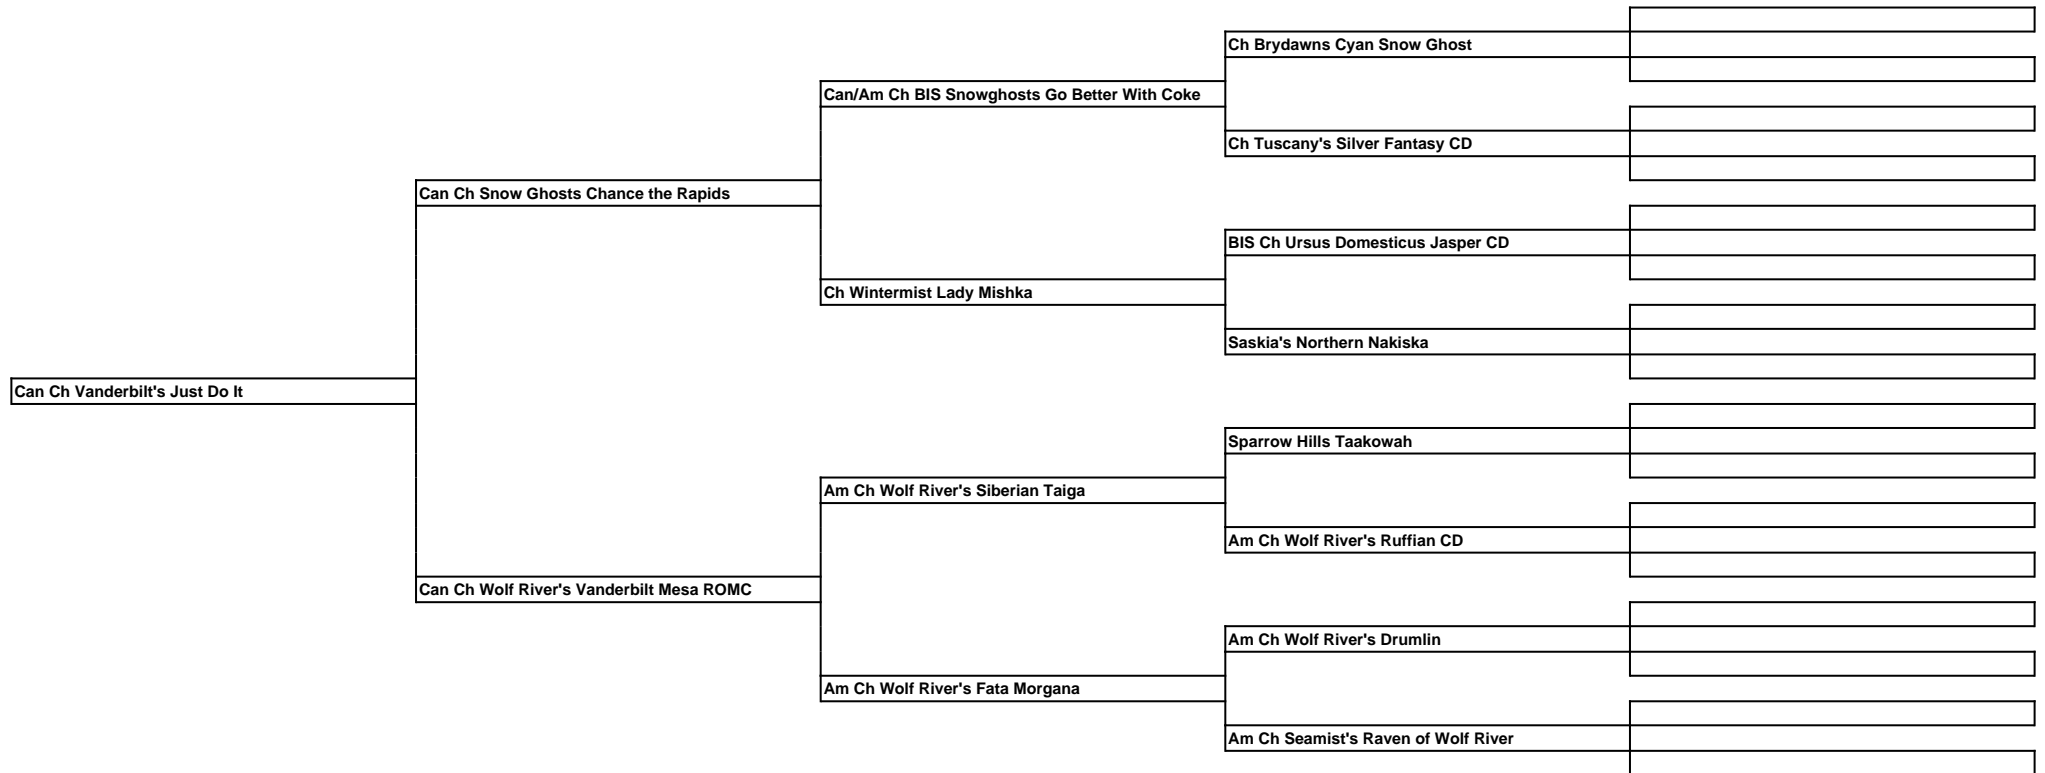 Ch Brydawns Cyan Snow Ghost
Can/Am Ch BIS Snowghosts Go Better With Coke
Ch Tuscany's Silver Fantasy CD
Can Ch Snow Ghosts Chance the Rapids
BIS Ch Ursus Domesticus Jasper CD
Ch Wintermist Lady Mishka
Saskia's Northern Nakiska
Can Ch Vanderbilt's Just Do It
Sparrow Hills Taakowah
Am Ch Wolf River's Siberian Taiga
Am Ch Wolf River's Ruffian CD
Can Ch Wolf River's Vanderbilt Mesa ROMC
Am Ch Wolf River's Drumlin
Am Ch Wolf River's Fata Morgana
Am Ch Seamist's Raven of Wolf River